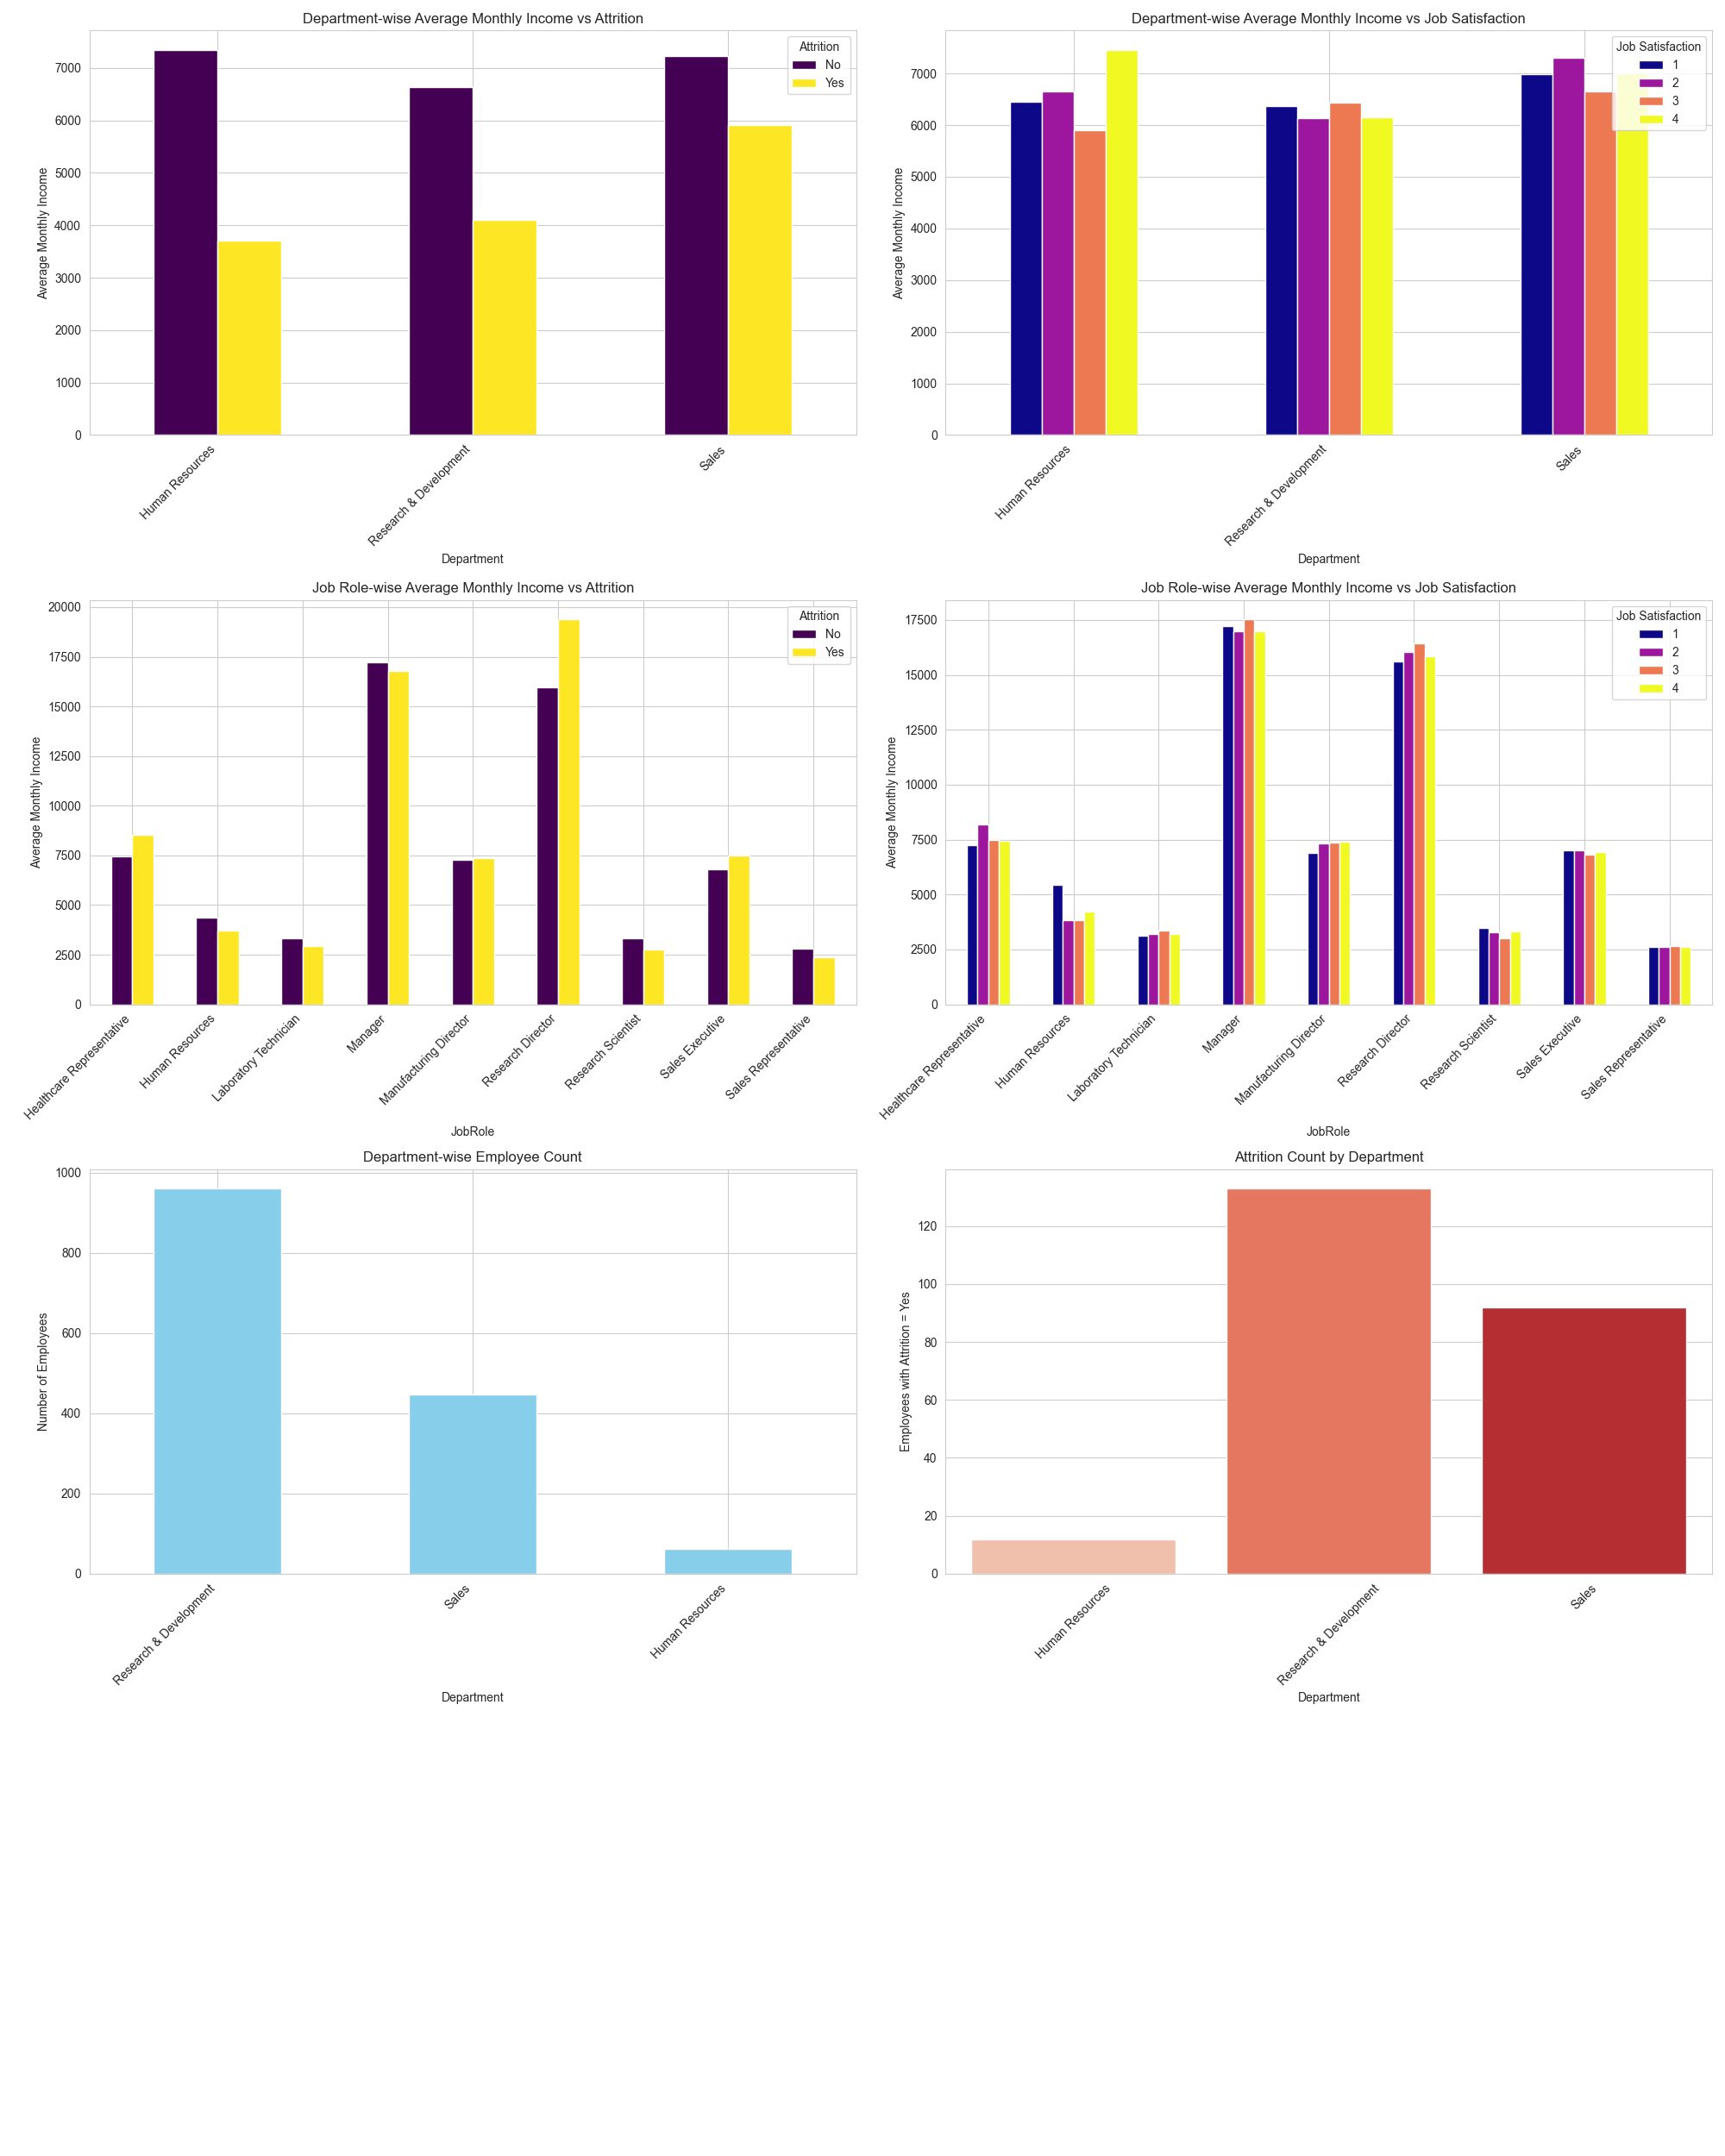 Department-wise Average Monthly Income vs Attrition
Attrition
No
Yes
7000
6000
5000
4000
3000
2000
1000
0
Average Monthly Income
Human Resources
Research & Development
Sales
Department
Department-wise Average Monthly Income vs Job Satisfaction
Job Satisfaction
1
2
3
4
7000
6000
5000
4000
3000
2000
1000
0
Average Monthly Income
Human Resources
Research & Development
Sales
Department
Job Role-wise Average Monthly Income vs Attrition
Attrition
No
Yes
20000
17500
15000
12500
10000
7500
5000
2500
0
Average Monthly Income
Healthcare Representative
Human Resources
Laboratory Technician
Manager
Manufacturing Director
Research Director
Research Scientist
Sales Executive
Sales Representative
JobRole
Job Role-wise Average Monthly Income vs Job Satisfaction
Job Satisfaction
1
2
3
4
17500
15000
12500
10000
7500
5000
2500
0
Average Monthly Income
Healthcare Representative
Human Resources
Laboratory Technician
Manager
Manufacturing Director
Research Director
Research Scientist
Sales Executive
Sales Representative
JobRole
Department-wise Employee Count
1000
800
600
400
200
0
Number of Employees
Research & Development
Sales
Human Resources
Department
Attrition Count by Department
120
100
80
60
40
20
0
Employees with Attrition = Yes
Human Resources
Research & Development
Sales
Department